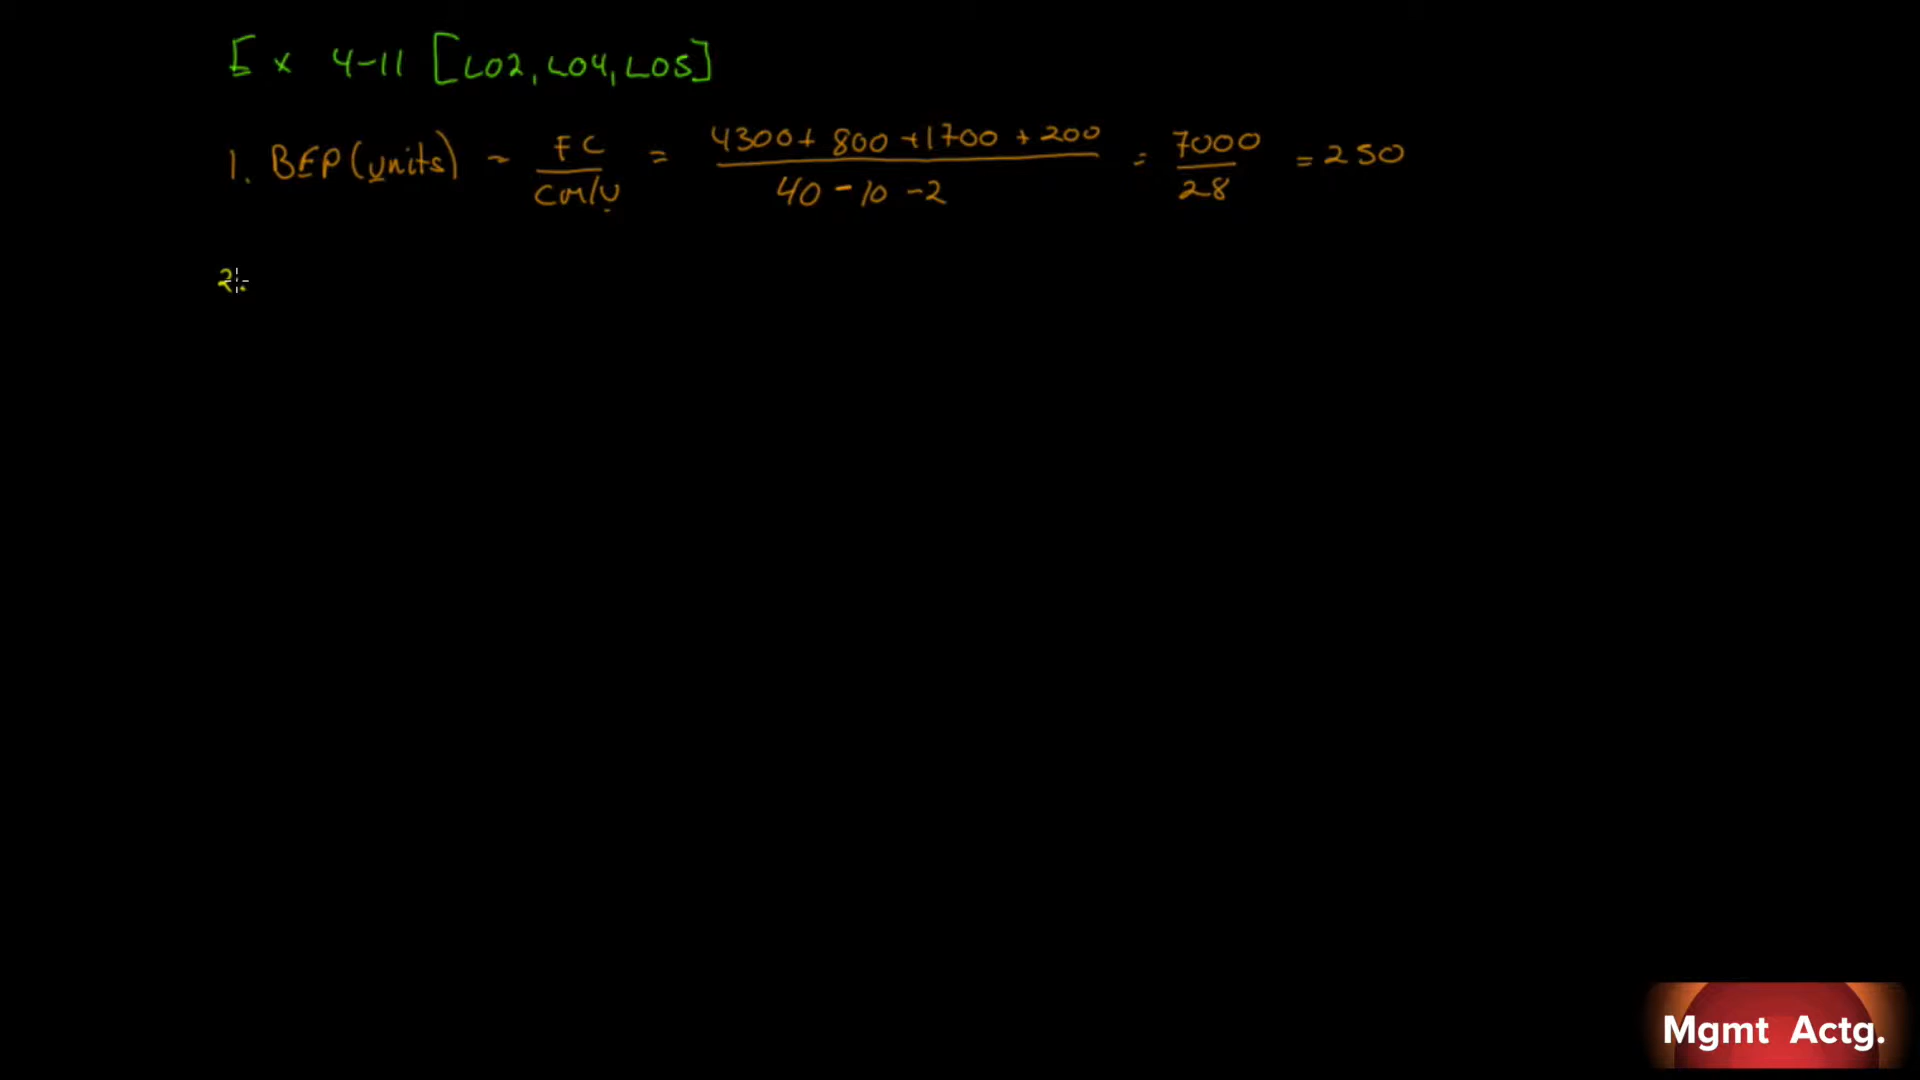 Ex 4-11 [LO2, LO4, LO5]
1. BEP (units) = FC / CM/U = 4300 + 800 + 1700 + 200 / 40 - 10 - 2 = 7000 / 28 = 250
2.
Mgmt Actg.